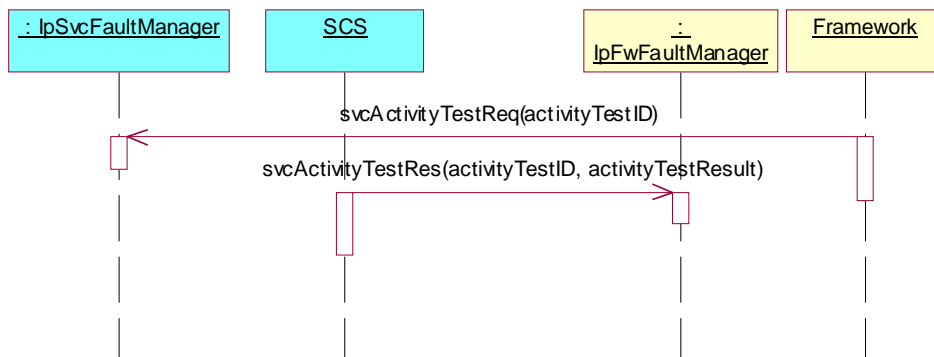 : IpSvcFaultManager
SCS
:
IpFwFaultManager
Framework
svcActivityTestReq(activityTestID)
svcActivityTestRes(activityTestID, activityTestResult)